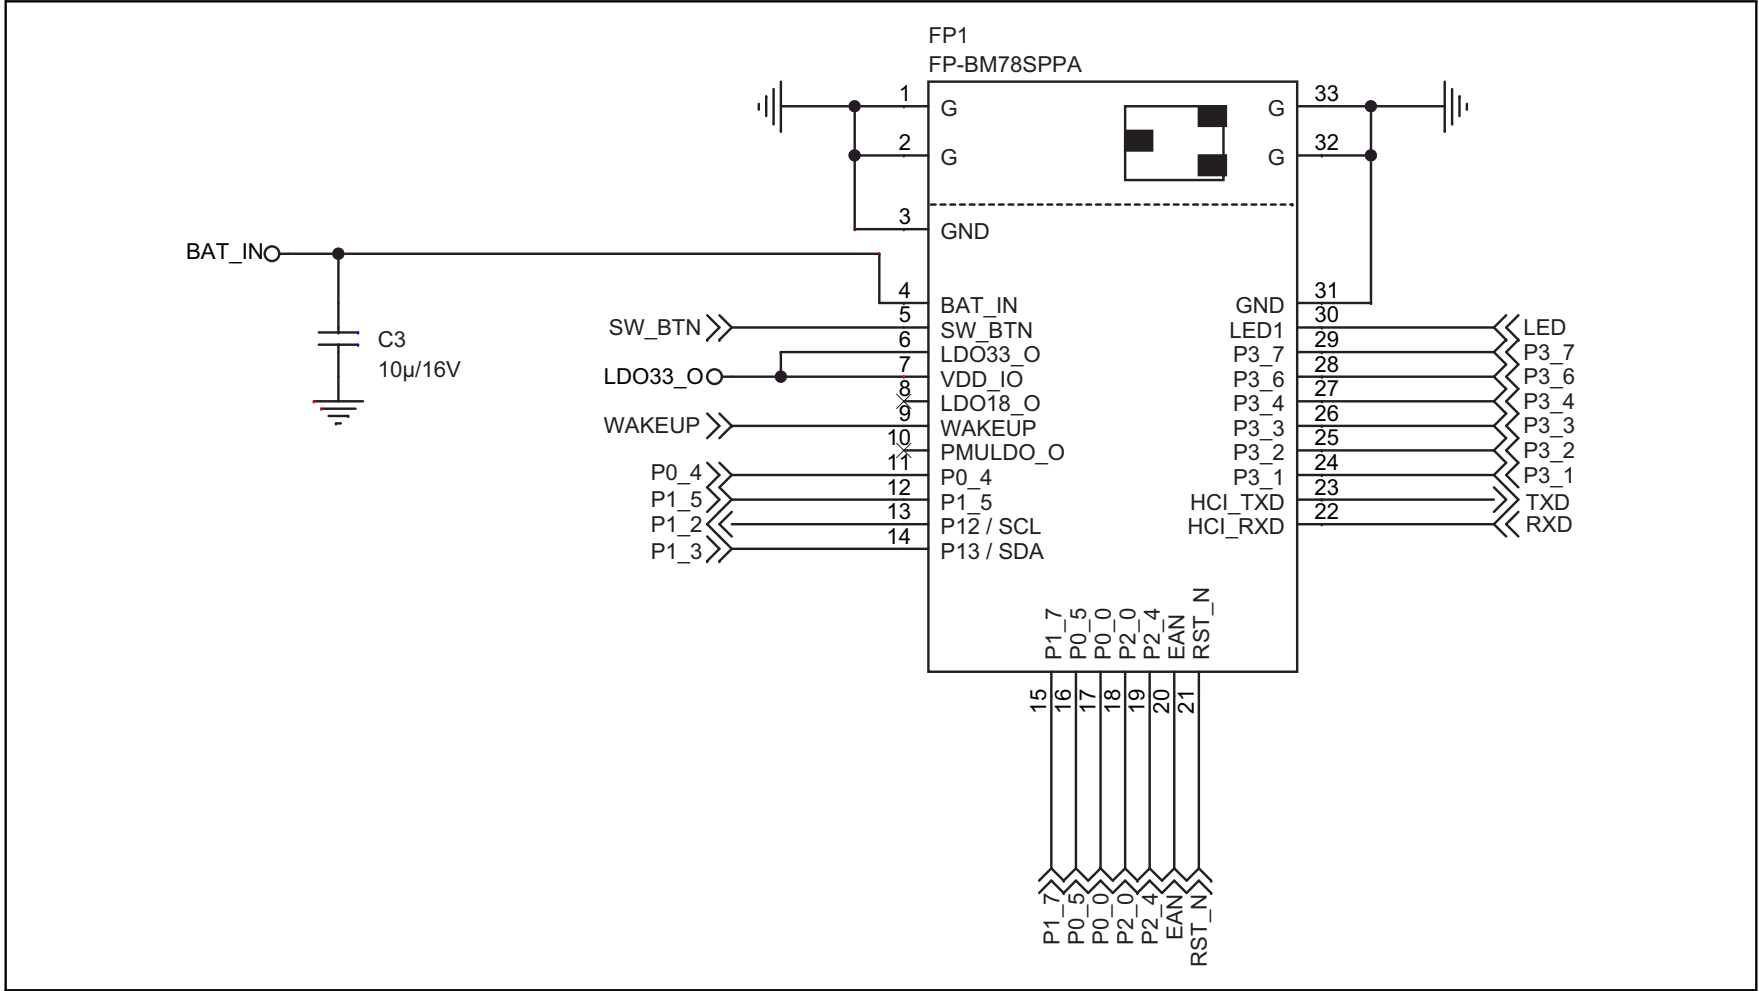 FP1
FP-BM78SPPA
1
G
33
G
2
G
32
G
3
GND
BAT_IN
4
BAT_IN
31
GND
SW_BTN
5
SW_BTN
30
LED1
LED
6
LDO33_O
29
P3_7
P3_7
LDO33_O
7
VDD_IO
28
P3_6
P3_6
8
LDO18_O
27
P3_4
P3_4
WAKEUP
9
WAKEUP
26
P3_3
P3_3
10
PMULDO_O
25
P3_2
P3_2
P0_4
11
P0_4
24
P3_1
P3_1
P1_5
12
P1_5
23
HCI_TXD
TXD
P1_2
13
P12 / SCL
22
HCI_RXD
RXD
P1_3
14
P13 / SDA
C3
10µ/16V
P1_7
P0_5
P0_0
P2_0
P2_4
EAN
RST_N
15
16
17
18
19
20
21
P1_7
P0_5
P0_0
P2_0
P2_4
EAN
RST_N